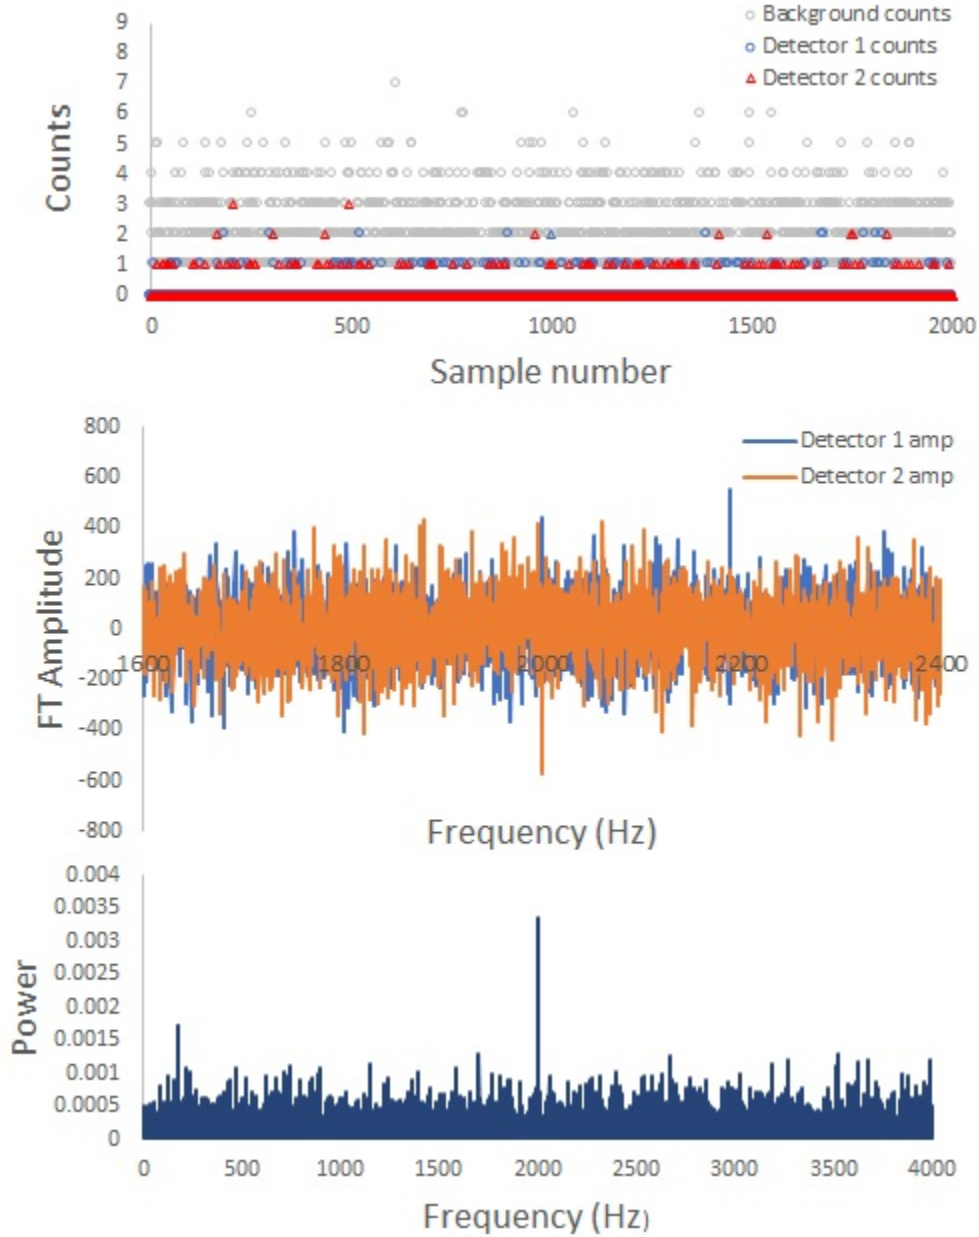 9
Background counts
8
Detector 1 counts
7
Detector 2 counts
6
5
4
3
2
1
0
Counts
0 500 1000 1500 2000
Sample number
800
Detector 1 amp
600
Detector 2 amp
400
200
0
1600 1800 2000 2200 2400
-200
-400
-600
-800
FT Amplitude
Frequency (Hz)
0.004
0.0035
0.003
0.0025
0.002
0.0015
0.001
0.0005
0
Power
0 500 1000 1500 2000 2500 3000 3500 4000
Frequency (Hz)